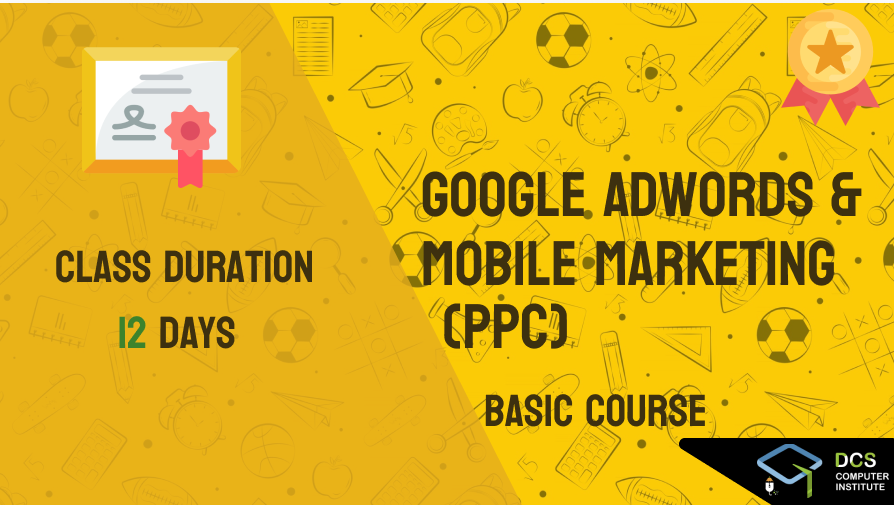 CLASS DURATION
12 DAYS
GOOGLE ADWORDS &
MOBILE MARKETING
(PPC)
BASIC COURSE
DCS
COMPUTER
INSTITUTE